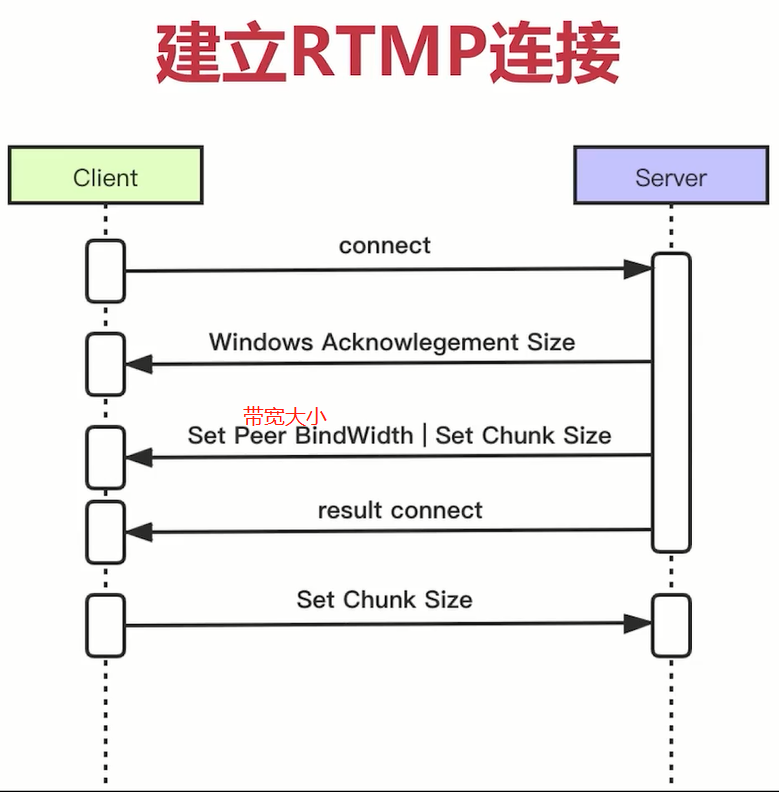 建立RTMP连接
Client
Server
connect
Windows Acknowlegement Size
带宽大小
Set Peer BindWidth | Set Chunk Size
result connect
Set Chunk Size